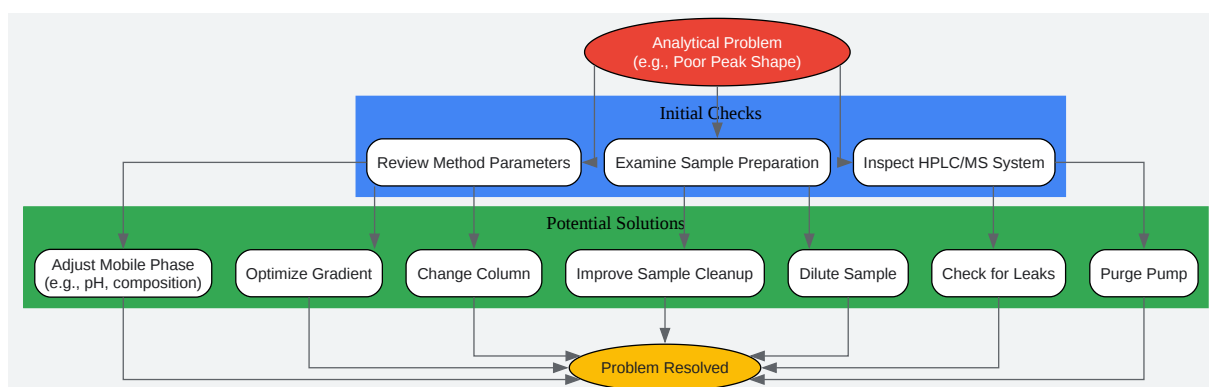 Analytical Problem
(e.g., Poor Peak Shape)
Initial Checks
Review Method Parameters
Examine Sample Preparation
Inspect HPLC/MS System
Potential Solutions
Adjust Mobile Phase
(e.g., pH, composition)
Optimize Gradient
Change Column
Improve Sample Cleanup
Dilute Sample
Check for Leaks
Purge Pump
Problem Resolved